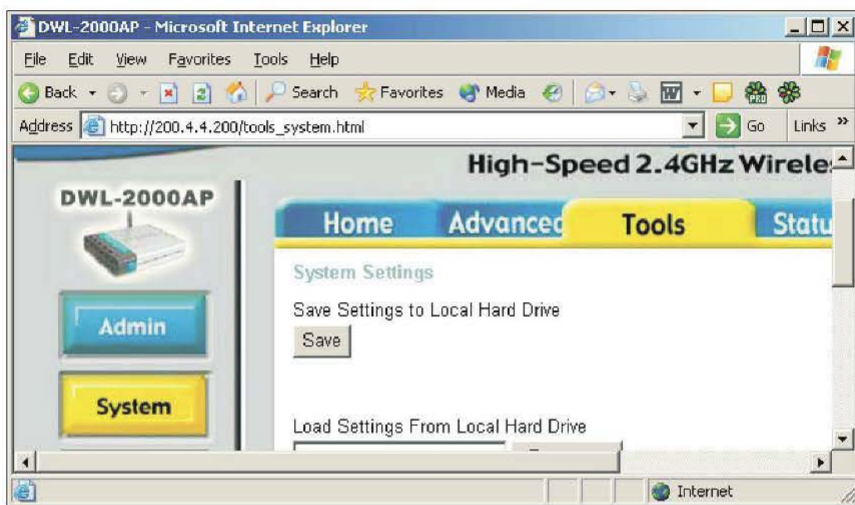 DWL-2000AP - Microsoft Internet Explorer
File Edit View Favorites Tools Help
Back Search Favorites Media
Address http://200.4.4.200/tools_system.html Go Links »
High-Speed 2.4GHz Wirele
DWL-2000AP
Home Advanced Tools Statu
System Settings
Save Settings to Local Hard Drive
Admin
Save
System
Load Settings From Local Hard Drive
Internet